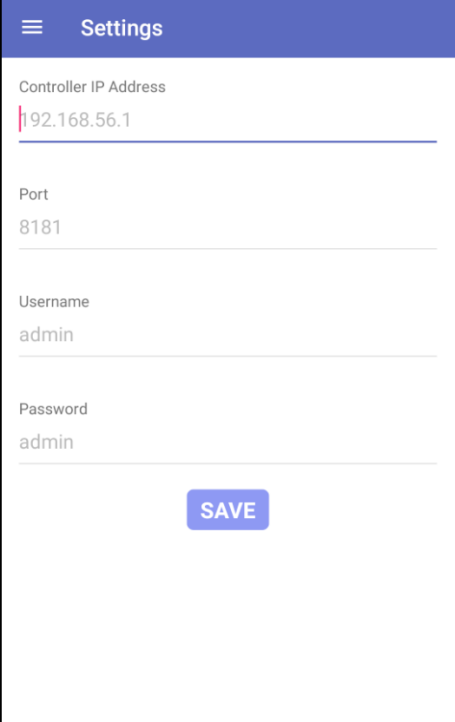 Settings
Controller IP Address
192.168.56.1
Port
8181
Username
admin
Password
admin
SAVE